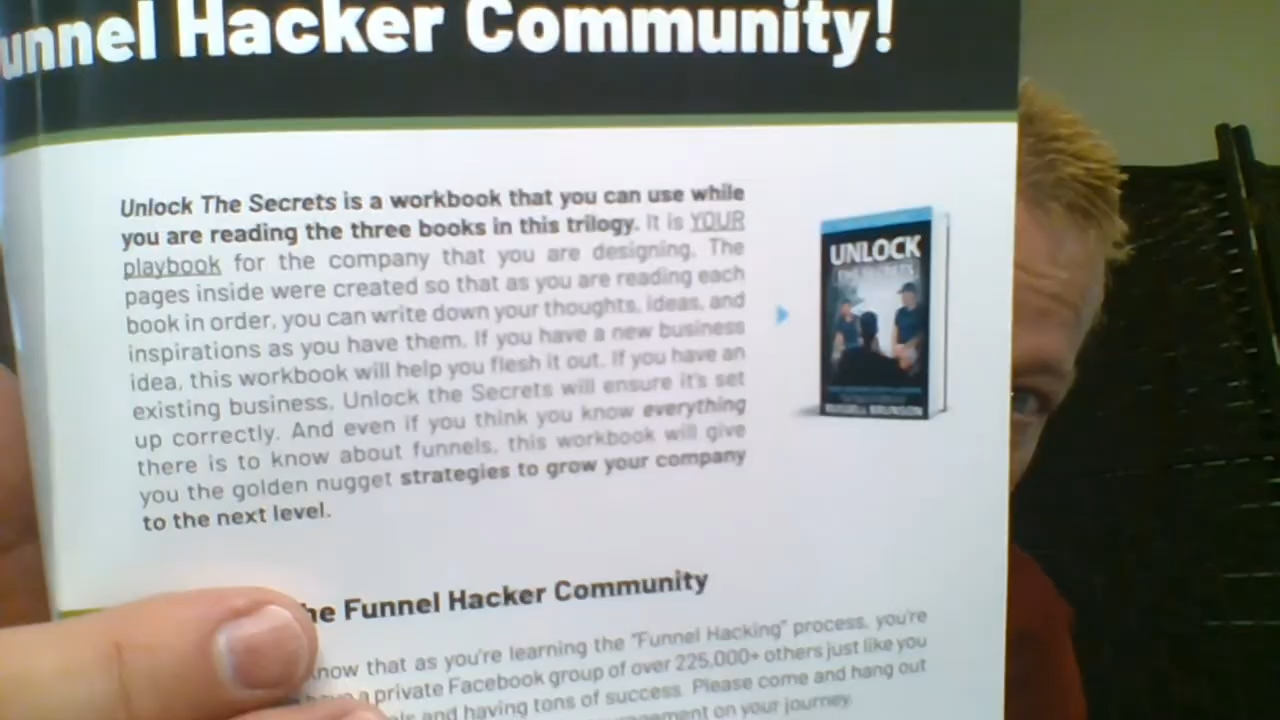 unnel Hacker Community!
Unlock The Secrets is a workbook that you can use while
you are reading the three books in this trilogy. It is YOUR
playbook for the company that you are designing. The
pages inside were created so that as you are reading each
book in order, you can write down your thoughts, ideas, and
inspirations as you have them. If you have a new business
idea, this workbook will help you flesh it out. If you have an
existing business, Unlock the Secrets will ensure it's set
up correctly. And even if you think you know everything
there is to know about funnels, this workbook will give
you the golden nugget strategies to grow your company
to the next level.
UNLOCK
THE SECRETS
RUSSELL BRUNSON
he Funnel Hacker Community
know that as you're learning the "Funnel Hacking" process, you're
a private Facebook group of over 225,000+ others just like you
and having tons of success. Please come and hang out
on your journey.